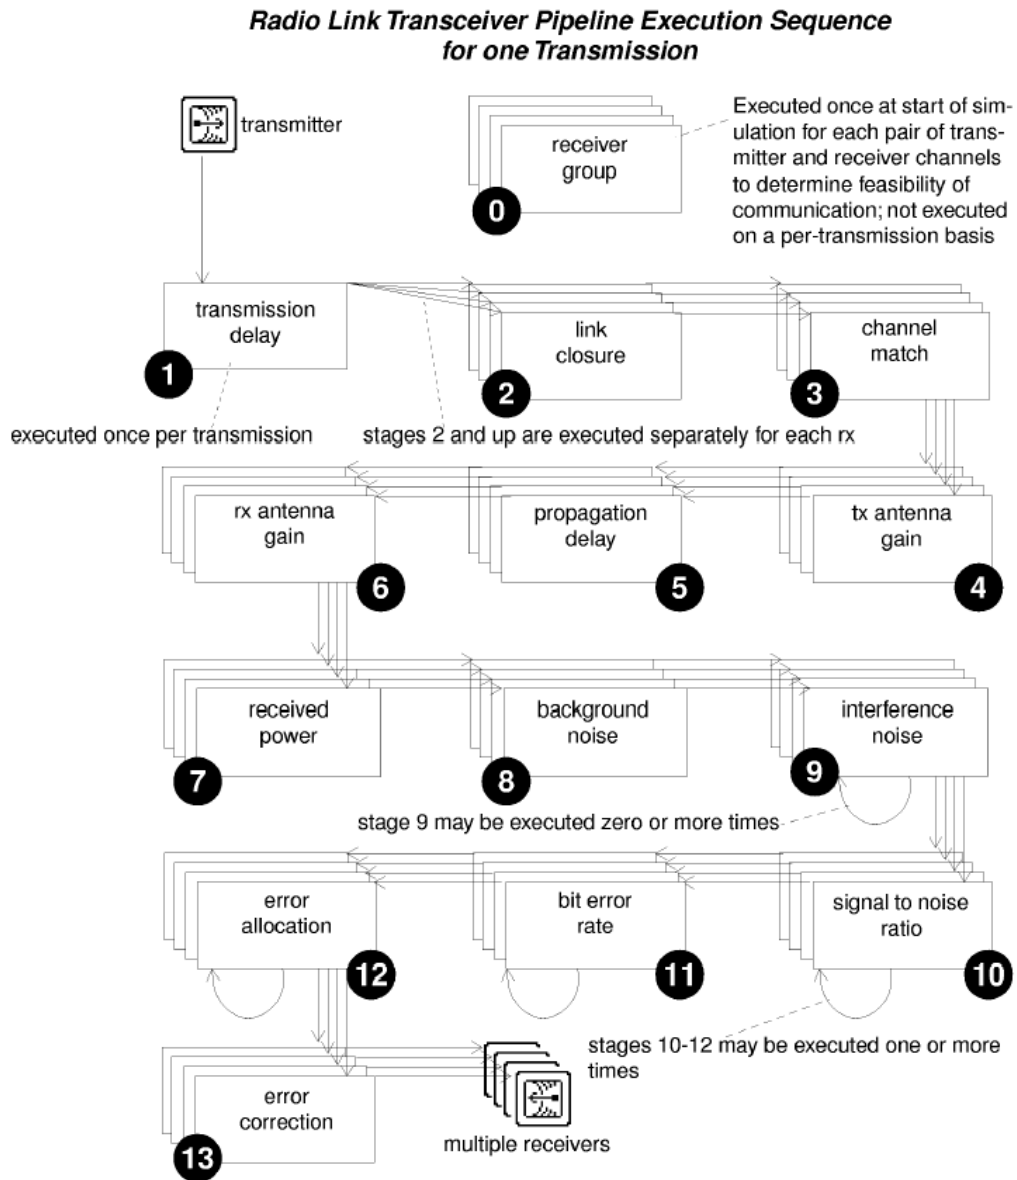 Radio Link Transceiver Pipeline Execution Sequence
for one Transmission
transmitter
receiver
group
0
Executed once at start of sim-
ulation for each pair of trans-
mitter and receiver channels
to determine feasibility of
communication; not executed
on a per-transmission basis
transmission
delay
1
link
closure
2
channel
match
3
executed once per transmission
stages 2 and up are executed separately for each rx
rx antenna
gain
6
propagation
delay
5
tx antenna
gain
4
received
power
7
background
noise
8
interference
noise
9
stage 9 may be executed zero or more times
error
allocation
12
bit error
rate
11
signal to noise
ratio
10
stages 10-12 may be executed one or more
times
error
correction
13
multiple receivers